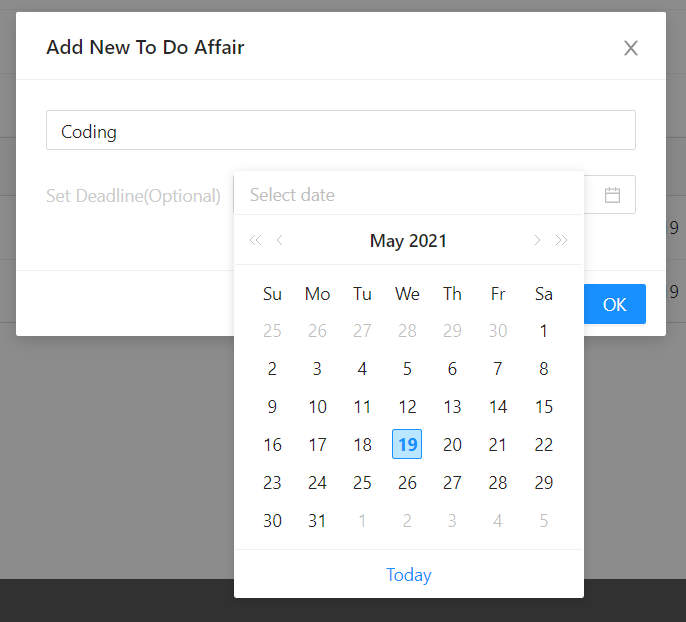 Add New To Do Affair
Coding
Set Deadline(Optional)
Select date
May 2021
Su Mo Tu We Th Fr Sa
25 26 27 28 29 30 1
2 3 4 5 6 7 8
9 10 11 12 13 14 15
16 17 18 19 20 21 22
23 24 25 26 27 28 29
30 31 1 2 3 4 5
Today
OK
9
9